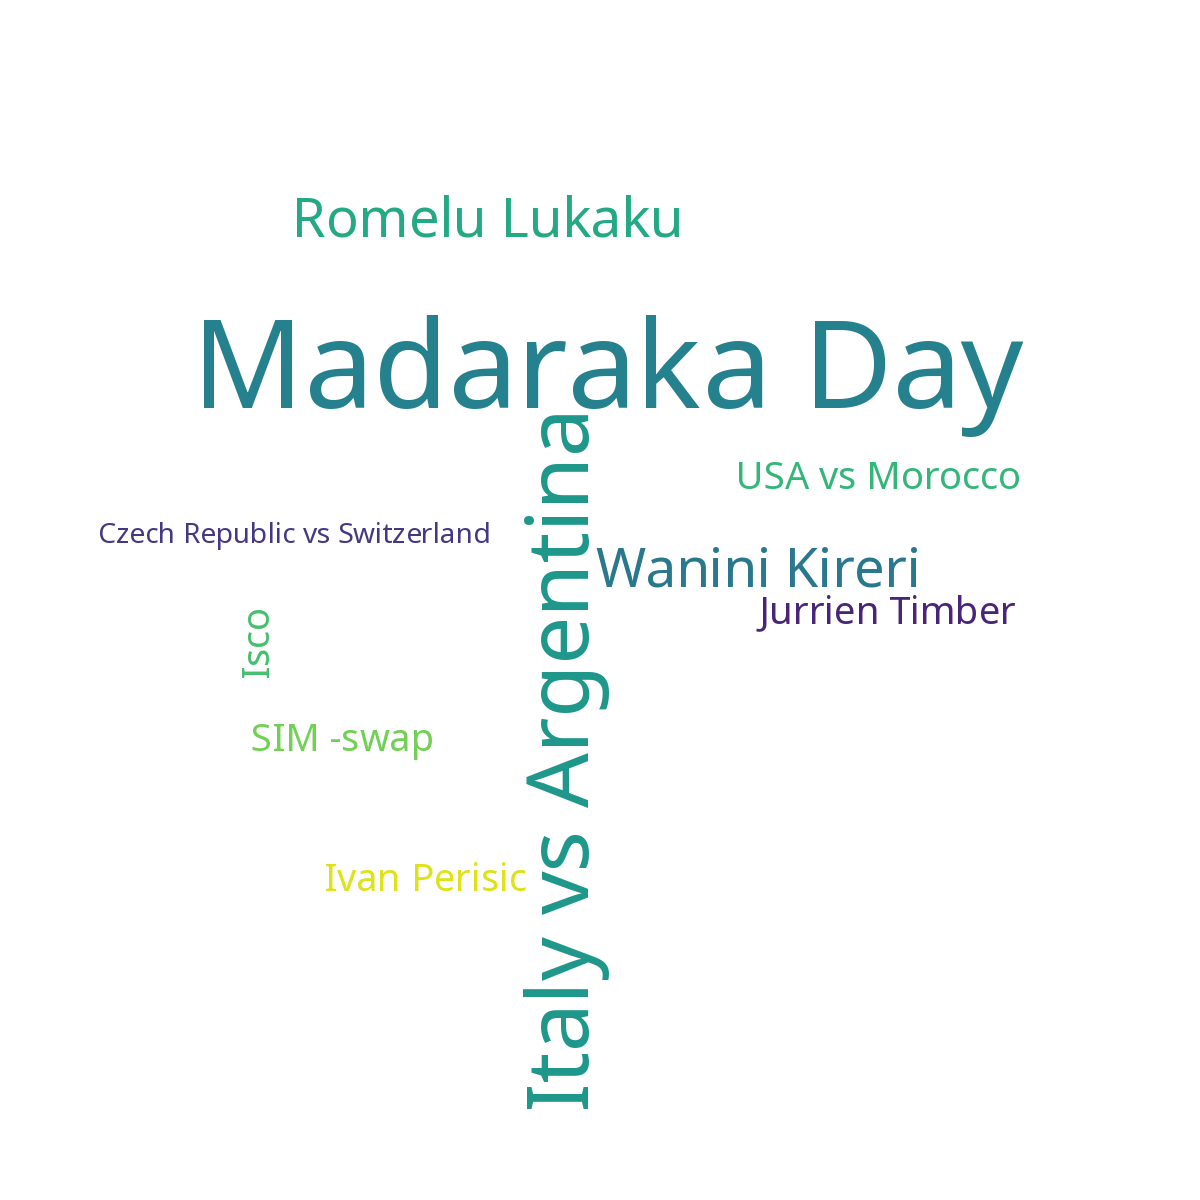 Romelu Lukaku
Madaraka Day
Italy vs Argentina
USA vs Morocco
Czech Republic vs Switzerland
Wanini Kireri
Jurrien Timber
Isco
SIM -swap
Ivan Perisic